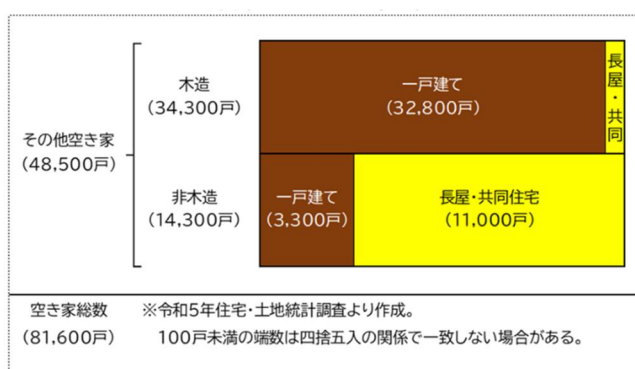 木造
(34,300戸)
一戸建て
(32,800戸)
長屋・共同
その他空き家
(48,500戸)
非木造
(14,300戸)
一戸建て
(3,300戸)
長屋・共同住宅
(11,000戸)
空き家総数
(81,600戸)
※令和5年住宅・土地統計調査より作成。
100戸未満の端数は四捨五入の関係で一致しない場合がある。